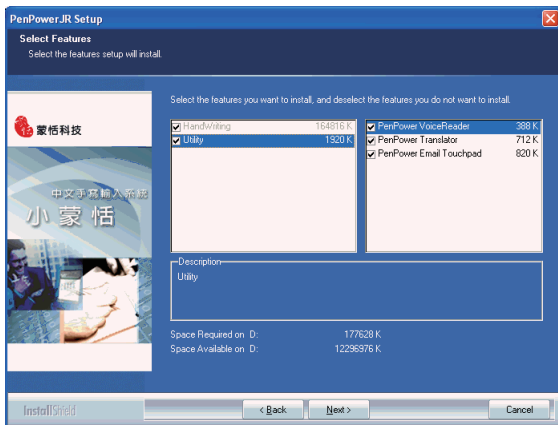 PenPowerJR Setup
Select Features
Select the features setup will install.
Select the features you want to install, and deselect the features you do not want to install.
蒙恬科技
中文手寫輸入系統
小蒙恬
HandWriting 164816 K
Utility 1920 K
PenPower VoiceReader 388 K
PenPower Translator 712 K
PenPower Email Touchpad 820 K
Description
Utility
Space Required on D: 177628 K
Space Available on D: 12296976 K
InstallShield
< Back
Next >
Cancel